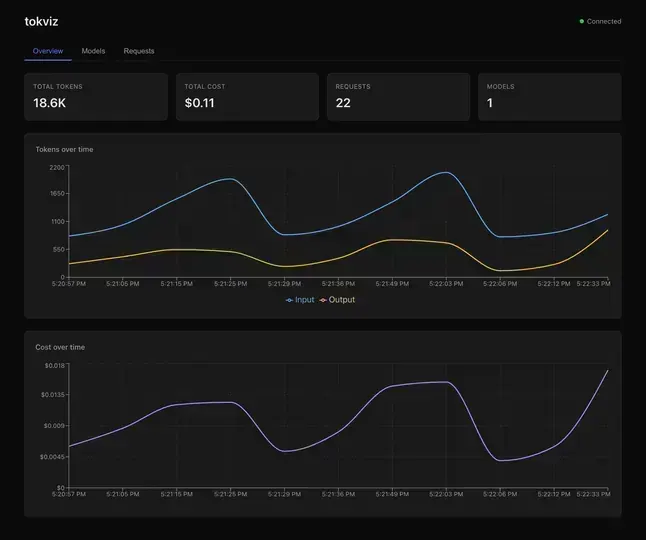 tokviz
Connected
Overview Models Requests
TOTAL TOKENS
18.6K
TOTAL COST
$0.11
REQUESTS
22
MODELS
1
Tokens over time
2200
1650
1100
550
0
5:20:57 PM 5:21:05 PM 5:21:15 PM 5:21:25 PM 5:21:29 PM 5:21:36 PM 5:21:49 PM 5:22:03 PM 5:22:06 PM 5:22:12 PM 5:22:33 PM
Input Output
Cost over time
$0.018
$0.0135
$0.009
$0.0045
$0
5:20:57 PM 5:21:05 PM 5:21:15 PM 5:21:25 PM 5:21:29 PM 5:21:36 PM 5:21:49 PM 5:22:03 PM 5:22:06 PM 5:22:12 PM 5:22:33 PM